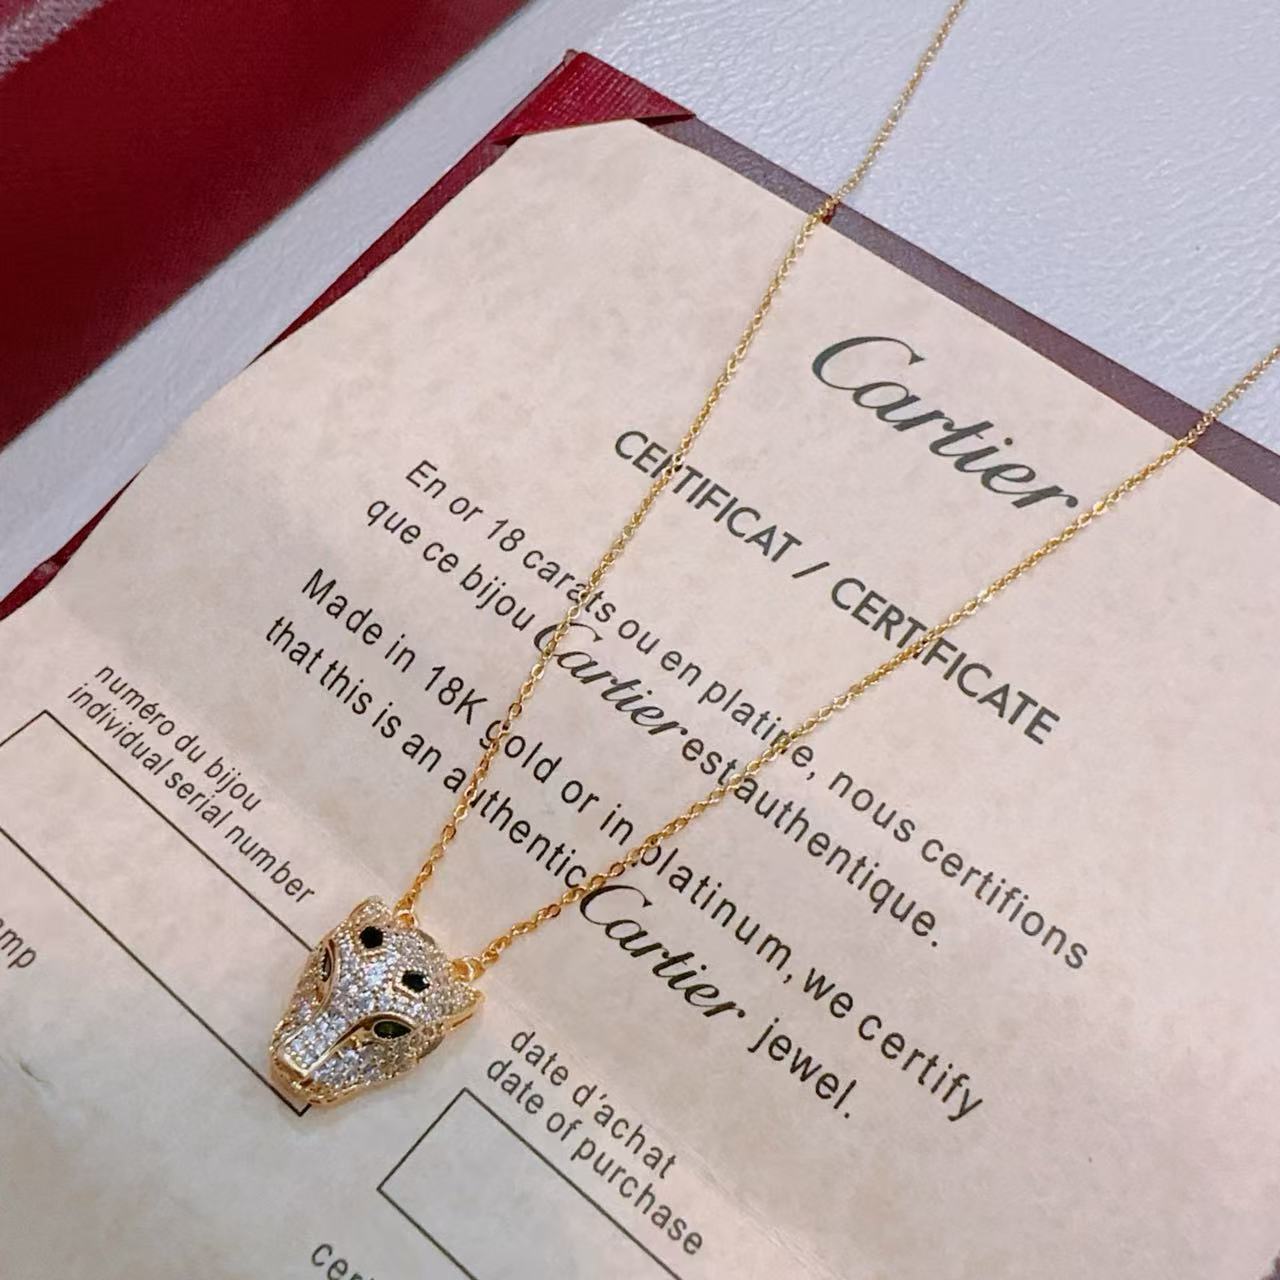 Cartier
CERTIFICAT / CERTIFICATE
En or 18 carats ou en platine, nous certifions
que ce bijou Cartier est authentique.
Made in 18K gold or in platinum, we certify
that this is an authentic Cartier jewel.
numéro du bijou
individual serial number
date d'achat
date of purchase